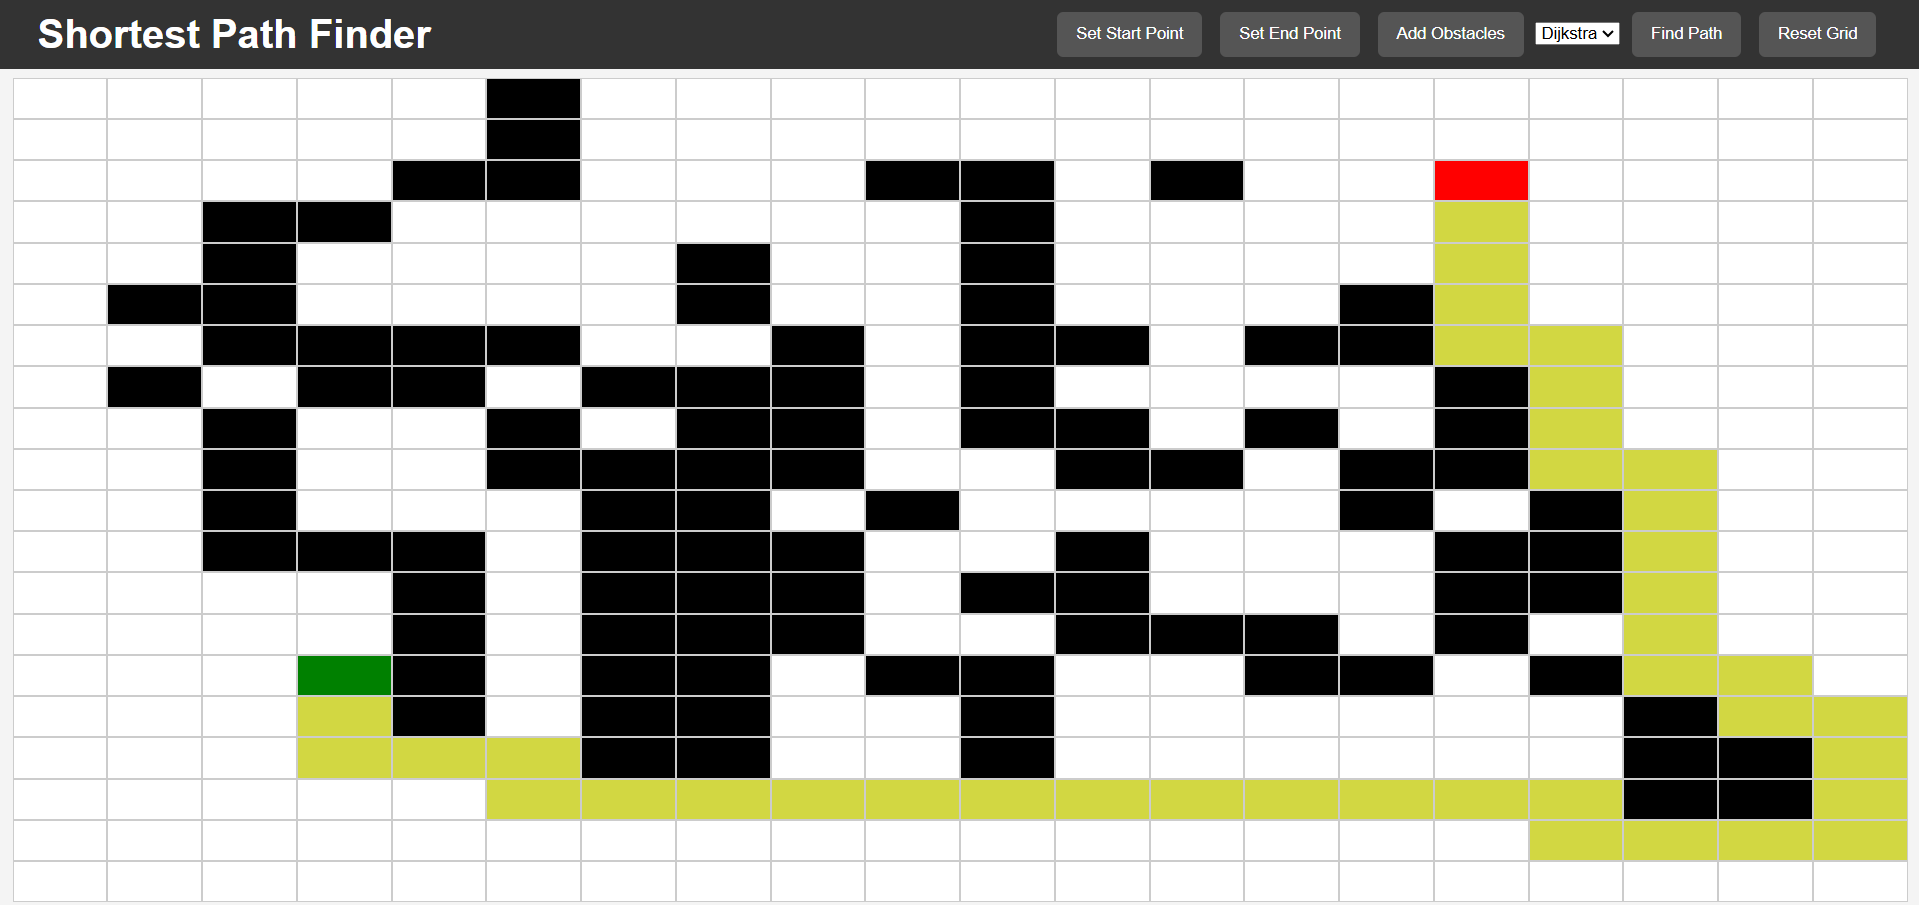 Shortest Path Finder
Set Start Point Set End Point Add Obstacles Dijkstra Find Path Reset Grid